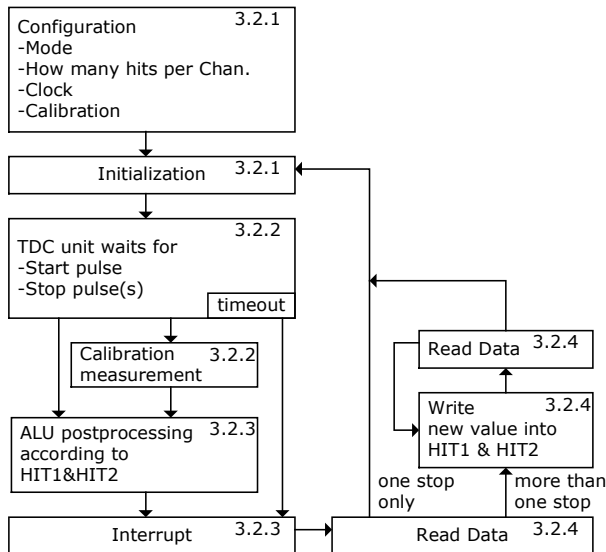 Configuration 3.2.1
-Mode
-How many hits per Chan.
-Clock
-Calibration
Initialization 3.2.1
3.2.2
TDC unit waits for
-Start pulse
-Stop pulse(s)
timeout
Calibration 3.2.2
measurement
ALU postprocessing 3.2.3
according to
HIT1&HIT2
Interrupt 3.2.3
Read Data 3.2.4
Write 3.2.4
new value into
HIT1 & HIT2
one stop
only
more than
one stop
Read Data 3.2.4